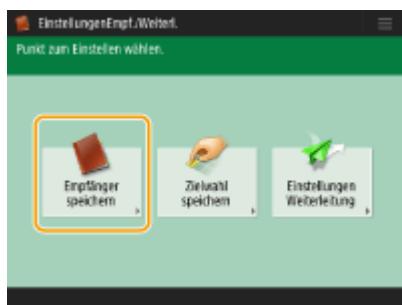 EinstellungenEmpf./Weiterl.
Punkt zum Einstellen wählen.
Empfänger
speichern
Zielwahl
speichern
Einstellungen
Weiterleitung